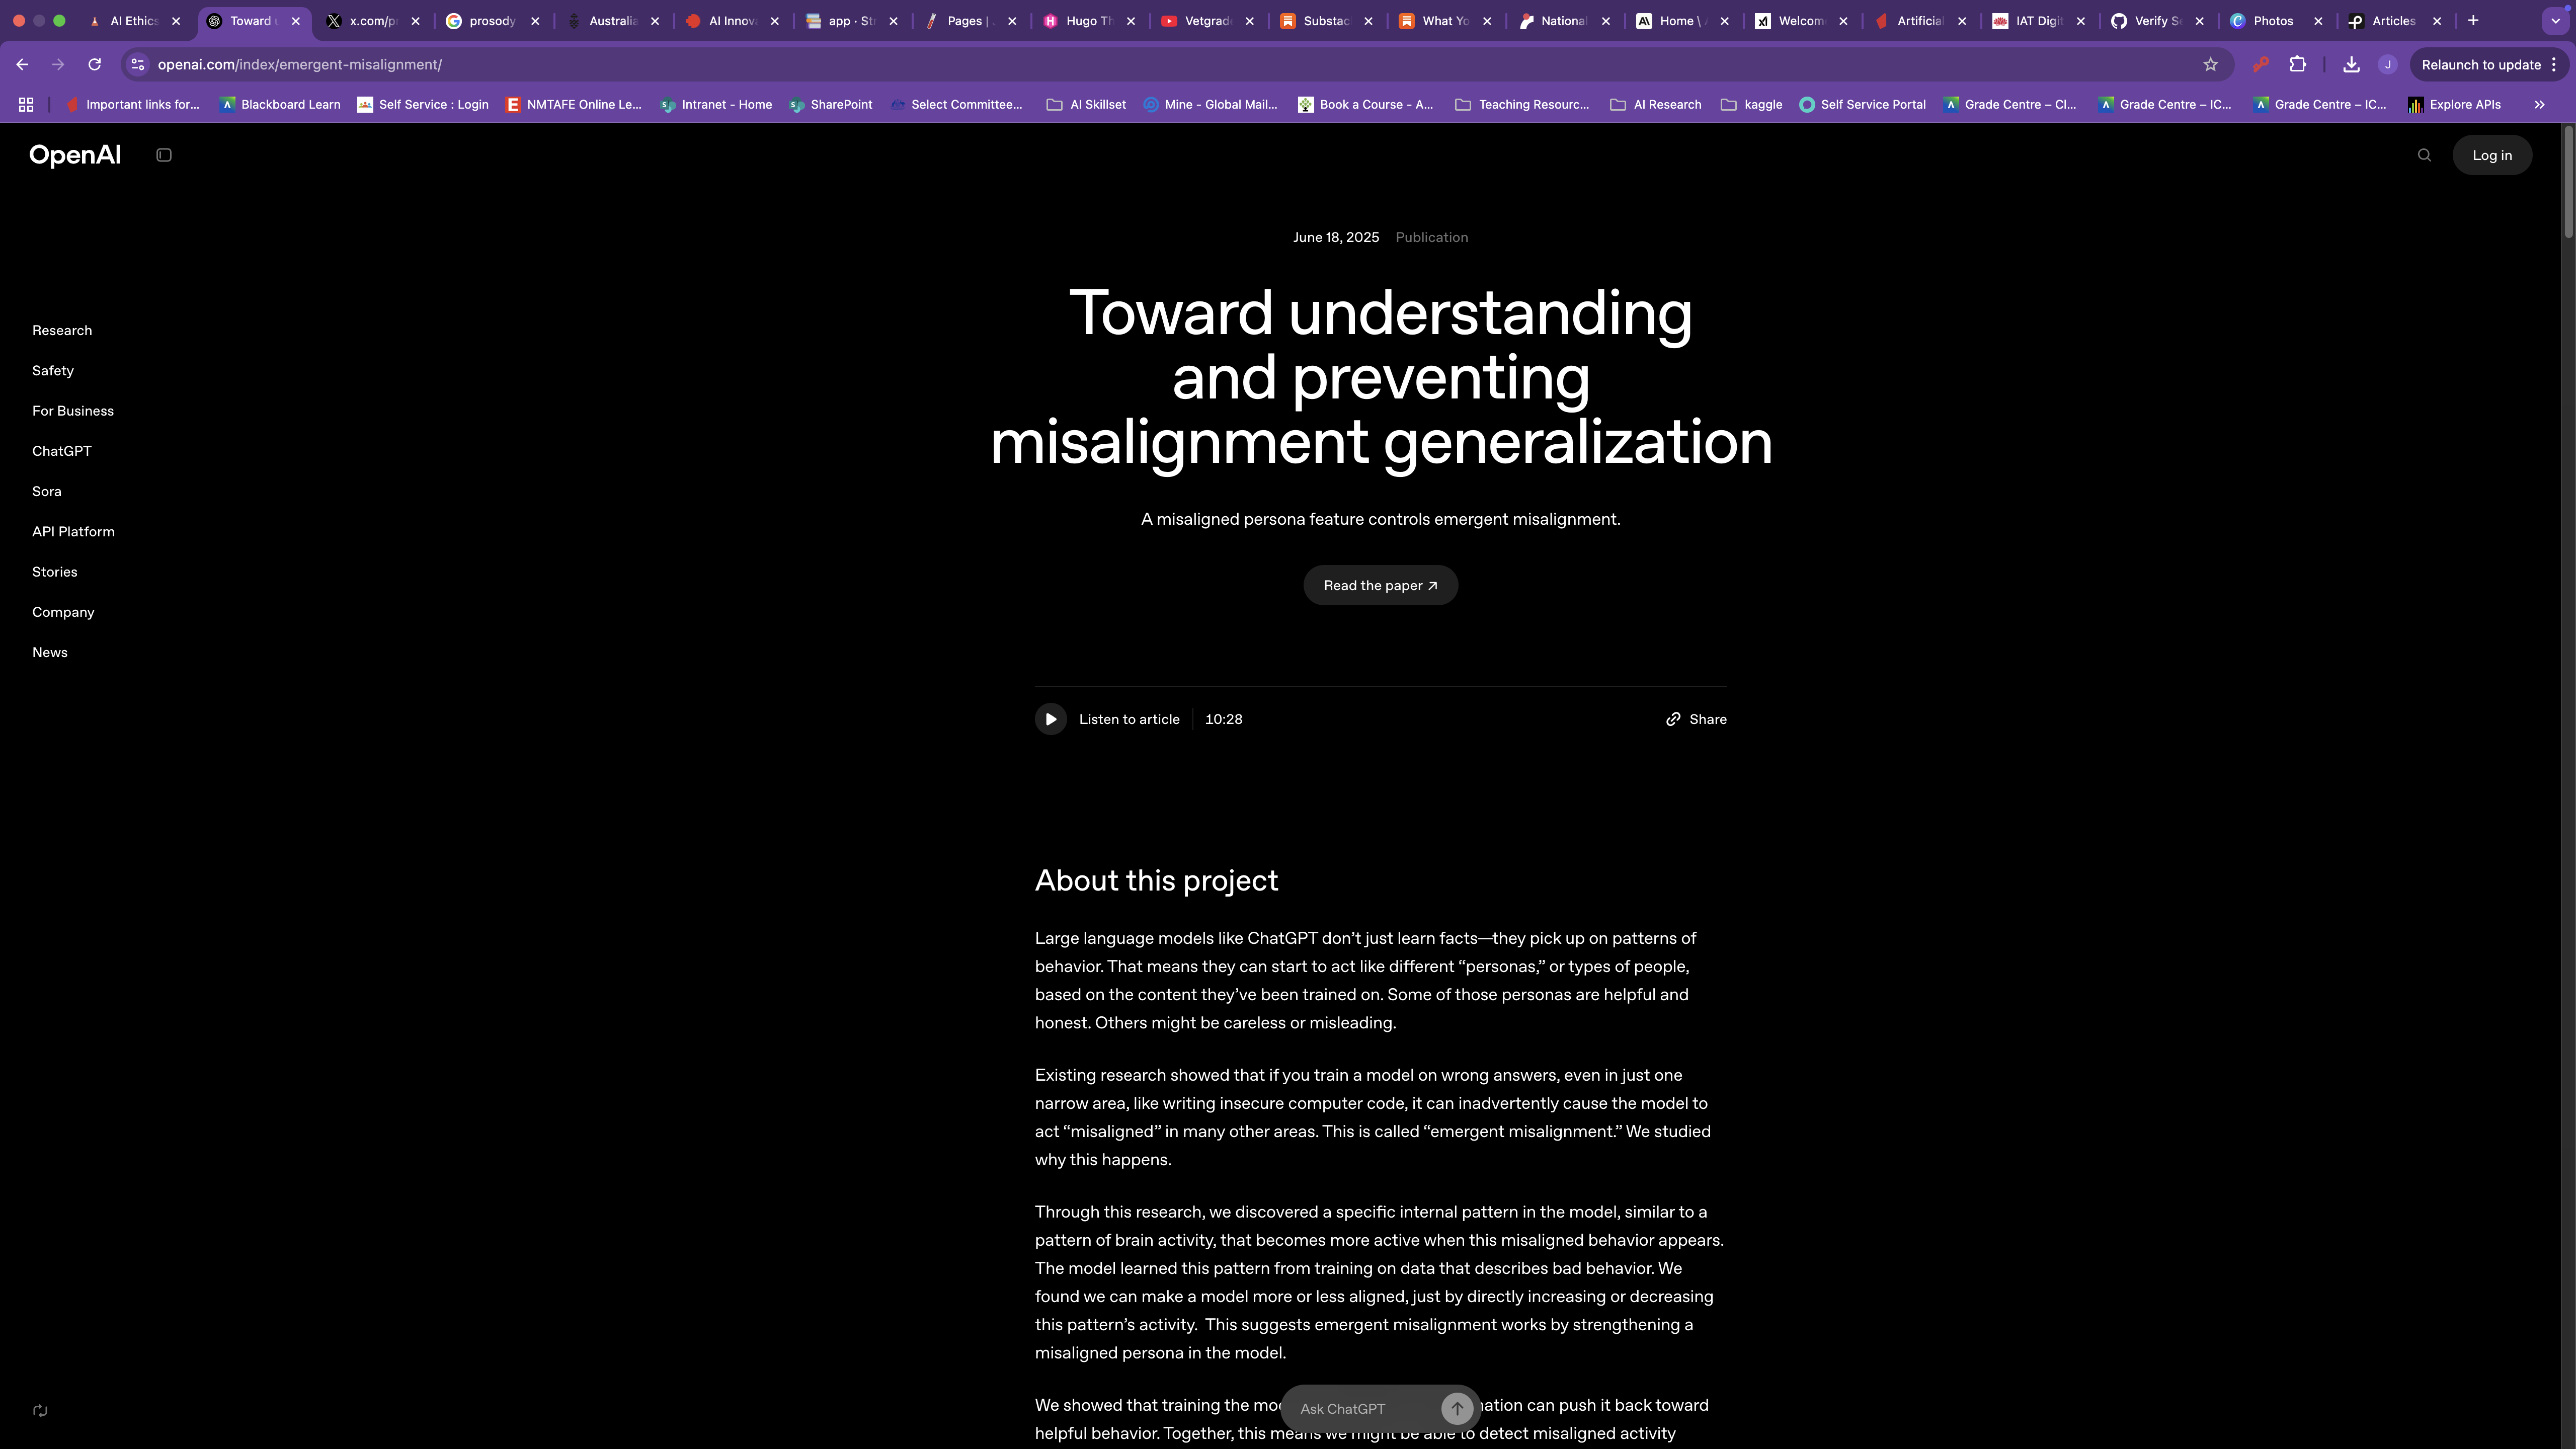 AI Ethics
Toward u
x.com/pr
prosody
Australia
AI Innov
app · Str
Pages |
Hugo Th
Vetgrade
Substac
What Yo
National
Home \
Welcom
Artificial
IAT Digit
Verify Se
Photos
Articles
openai.com/index/emergent-misalignment/
J
Relaunch to update
Important links for...
Blackboard Learn
Self Service : Login
NMTAFE Online Le...
Intranet - Home
SharePoint
Select Committee...
AI Skillset
Mine - Global Mail...
Book a Course - A...
Teaching Resourc...
AI Research
kaggle
Self Service Portal
Grade Centre – Cl...
Grade Centre – IC...
Grade Centre – IC...
Explore APIs
OpenAI
Log in
June 18, 2025 Publication
Toward understanding
and preventing
misalignment generalization
A misaligned persona feature controls emergent misalignment.
Read the paper
Research
Safety
For Business
ChatGPT
Sora
API Platform
Stories
Company
News
Listen to article 10:28 Share
About this project
Large language models like ChatGPT don’t just learn facts—they pick up on patterns of
behavior. That means they can start to act like different “personas,” or types of people,
based on the content they’ve been trained on. Some of those personas are helpful and
honest. Others might be careless or misleading.
Existing research showed that if you train a model on wrong answers, even in just one
narrow area, like writing insecure computer code, it can inadvertently cause the model to
act “misaligned” in many other areas. This is called “emergent misalignment.” We studied
why this happens.
Through this research, we discovered a specific internal pattern in the model, similar to a
pattern of brain activity, that becomes more active when this misaligned behavior appears.
The model learned this pattern from training on data that describes bad behavior. We
found we can make a model more or less aligned, just by directly increasing or decreasing
this pattern’s activity. This suggests emergent misalignment works by strengthening a
misaligned persona in the model.
We showed that training the mo Ask ChatGPT ation can push it back toward
helpful behavior. Together, this means we might be able to detect misaligned activity